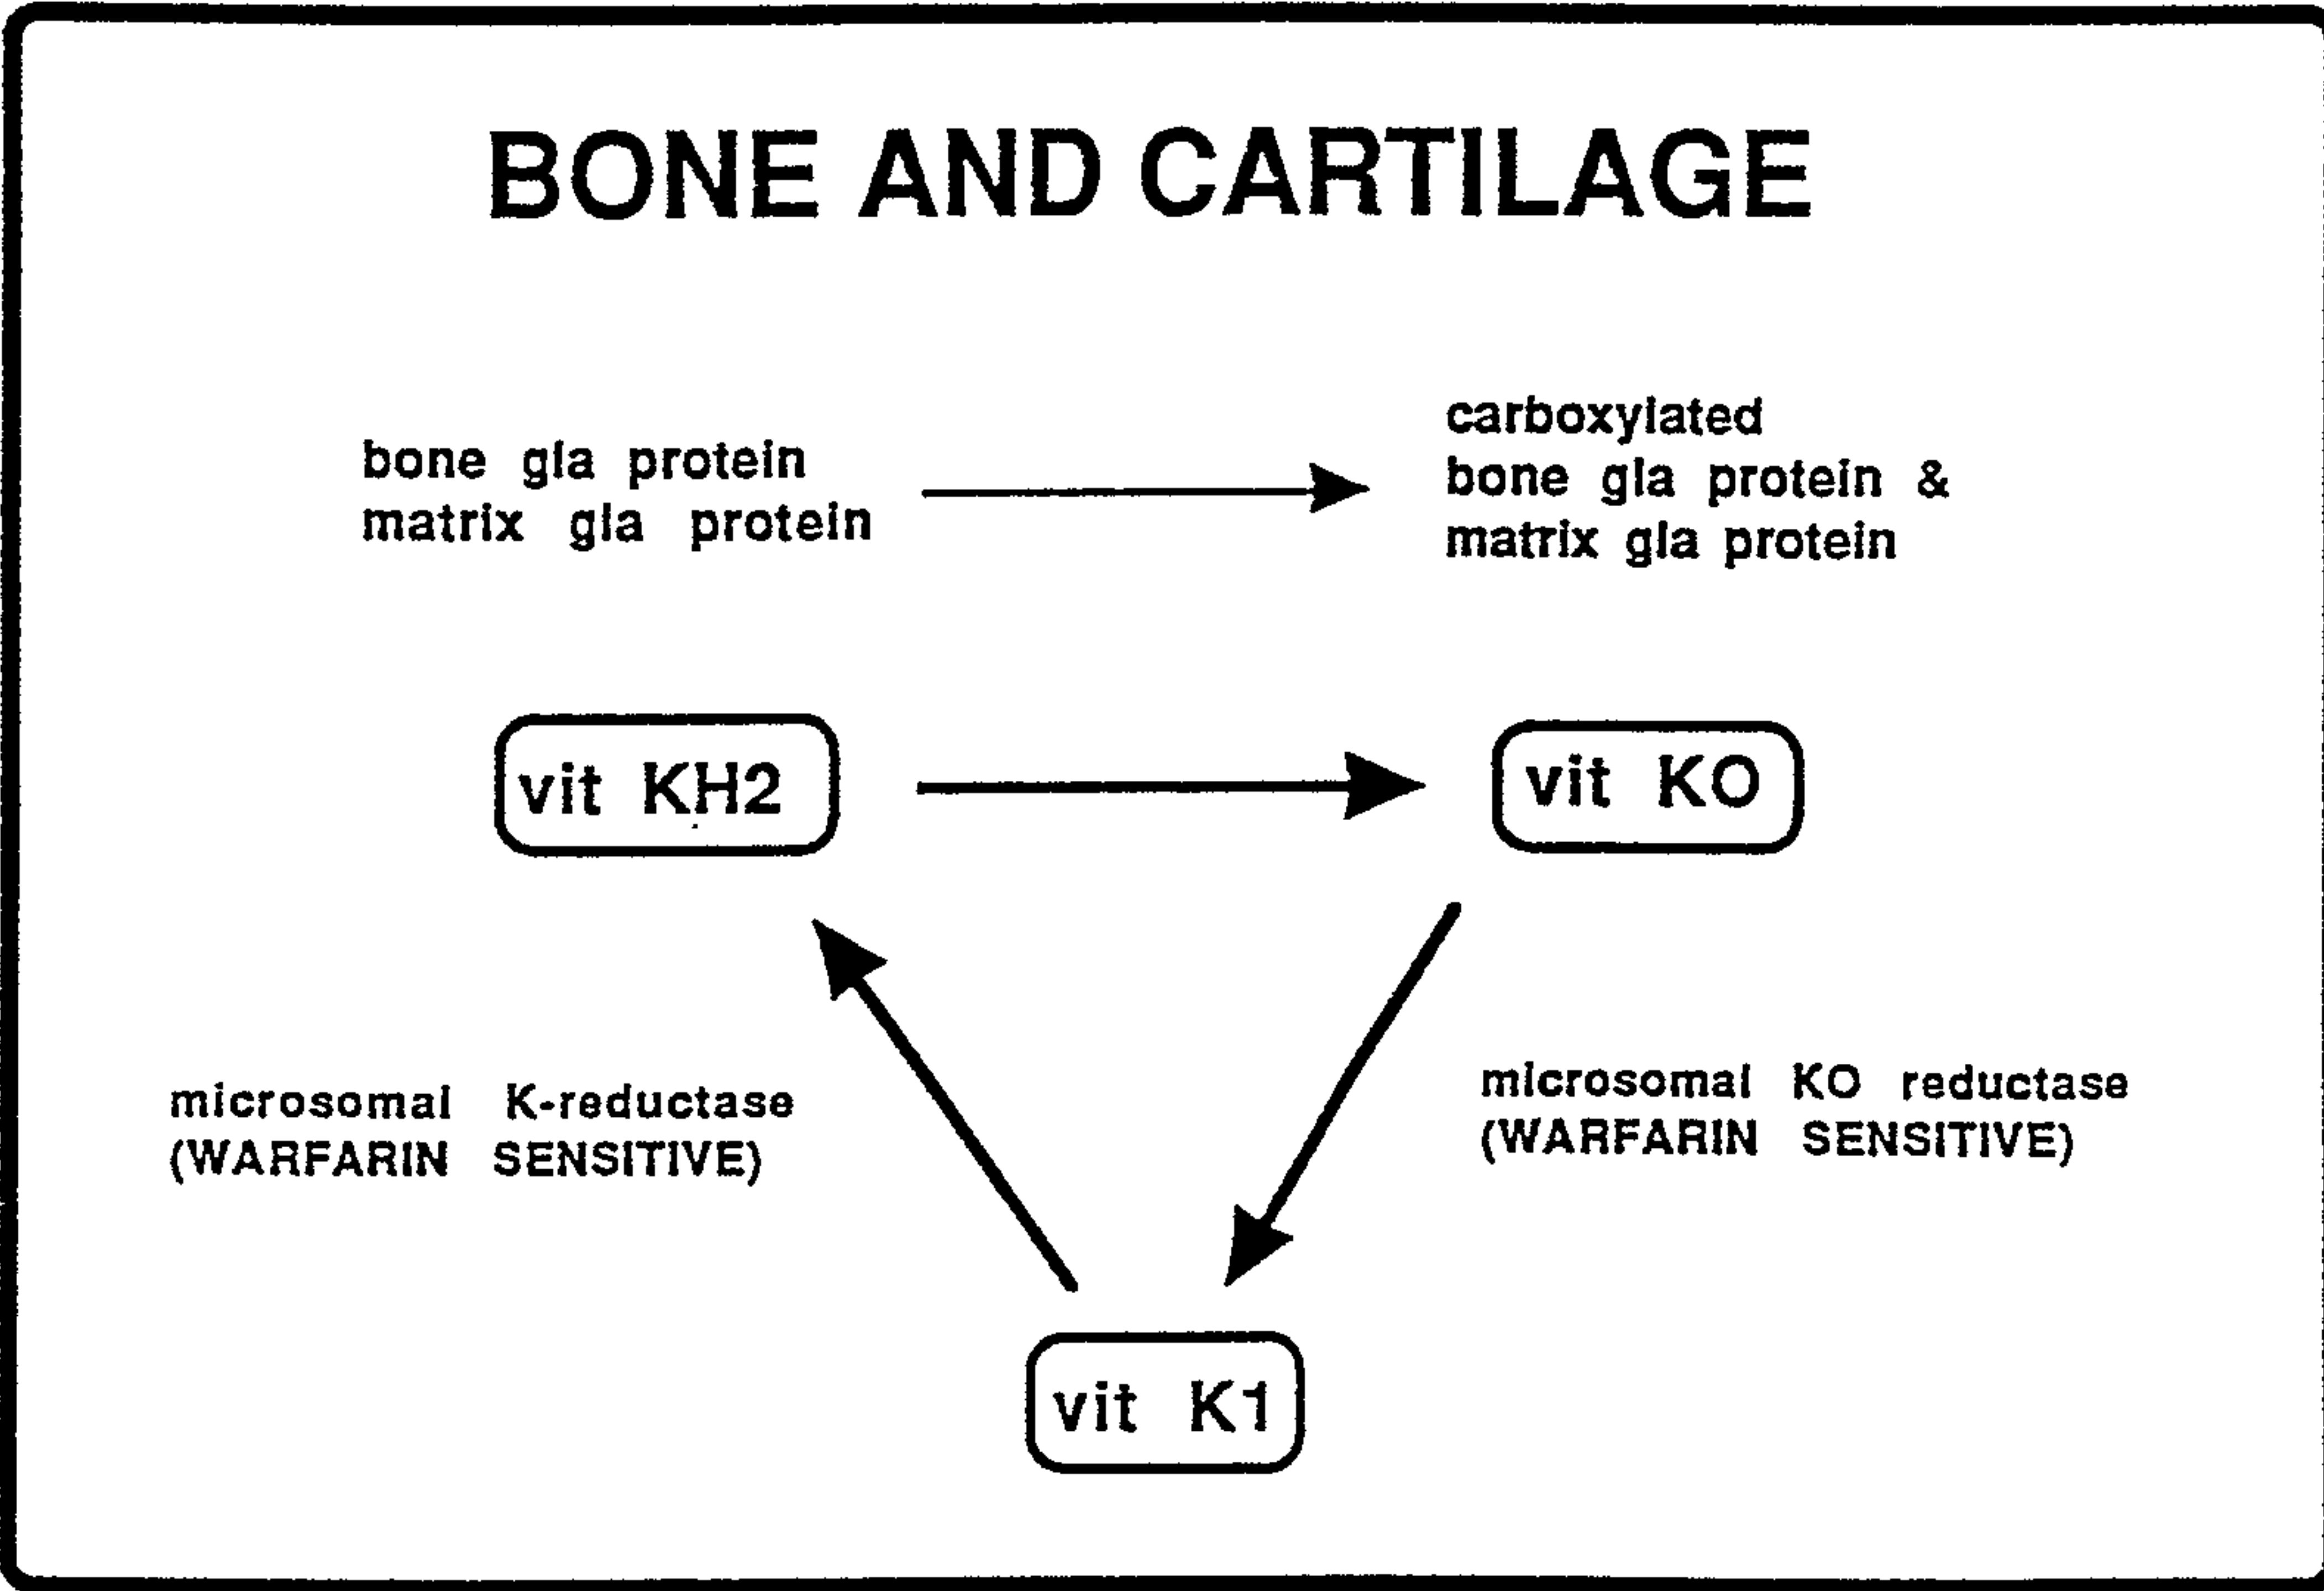 BONE AND CARTILAGE
bone gla protein
matrix gla protein
carboxylated
bone gla protein &
matrix gla protein
vit KH2
vit KO
microsomal K-reductase
(WARFARIN SENSITIVE)
microsomal KO reductase
(WARFARIN SENSITIVE)
vit K1